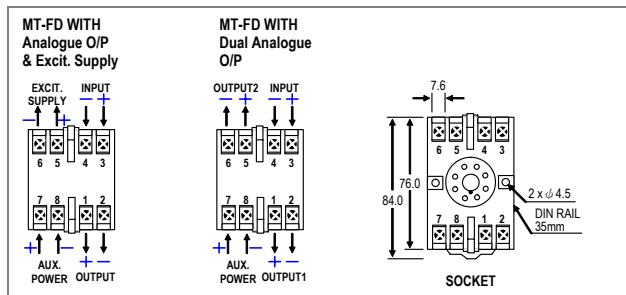 MT-FD WITH
Analogue O/P
& Excit. Supply
EXCIT.
SUPPLY
INPUT
− + − +
6 5 4 3
7 8 1 2
+ − + −
AUX.
POWER
OUTPUT
MT-FD WITH
Dual Analogue
O/P
OUTPUT2 INPUT
− + − +
6 5 4 3
7 8 1 2
+ − + −
AUX.
POWER
OUTPUT1
7.6
6 5 4 3
76.0
84.0
2 x ϕ 4.5
DIN RAIL
35mm
7 8 1 2
SOCKET